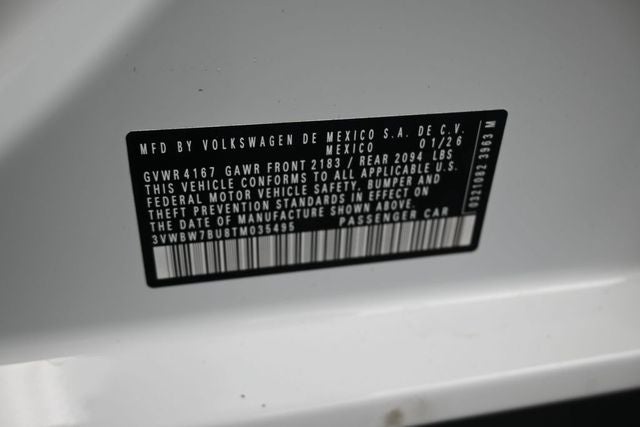 MFD BY VOLKSWAGEN DE MEXICO S.A. DE C.V.
MEXICO 01/26
GVWR 4167 GAWR FRONT 2183 / REAR 2094 LBS
THIS VEHICLE CONFORMS TO ALL APPLICABLE U.S.
FEDERAL MOTOR VEHICLE SAFETY, BUMPER AND
THEFT PREVENTION STANDARDS IN EFFECT ON
THE DATE OF MANUFACTURE SHOWN ABOVE.
3VWBW7BU8TM035495 PASSENGER CAR
0321082 3963 M